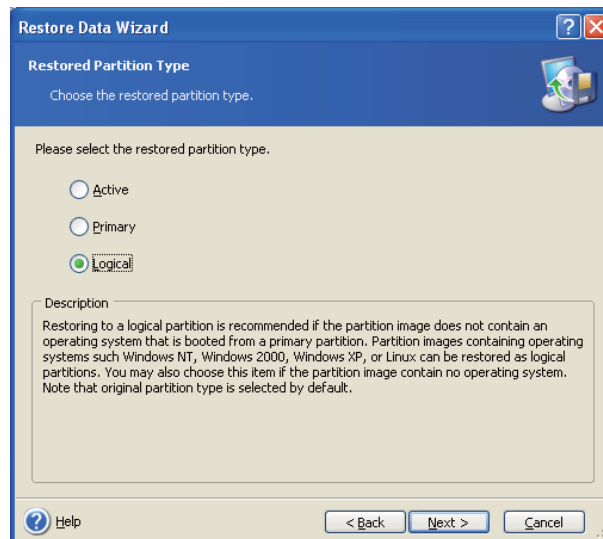 Restore Data Wizard
Restored Partition Type
Choose the restored partition type.
Please select the restored partition type.
Active
Primary
Logical
Description
Restoring to a logical partition is recommended if the partition image does not contain an
operating system that is booted from a primary partition. Partition images containing operating
systems such Windows NT, Windows 2000, Windows XP, or Linux can be restored as logical
partitions. You may also choose this item if the partition image contain no operating system.
Note that original partition type is selected by default.
Help
< Back
Next >
Cancel